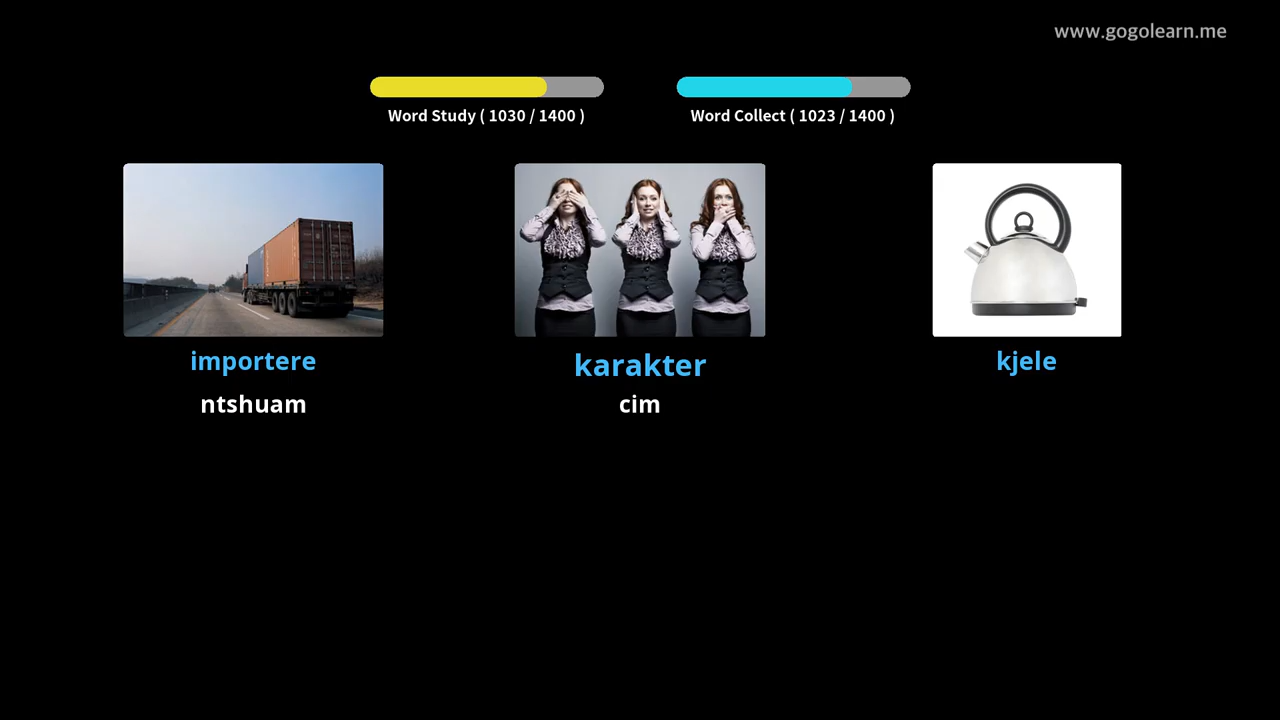 www.gogolearn.me
Word Study ( 1030 / 1400 )
Word Collect ( 1023 / 1400 )
importere
karakter
kjele
ntshuam
cim